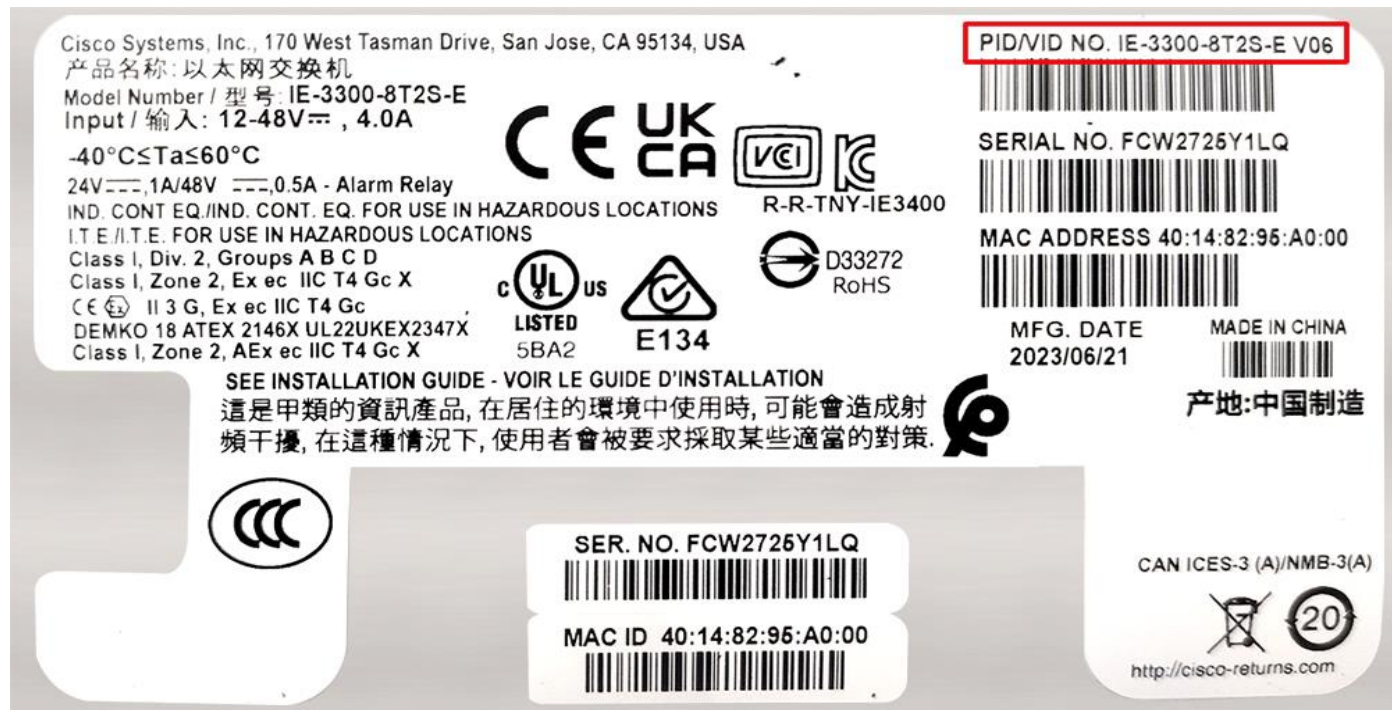 Cisco Systems, Inc., 170 West Tasman Drive, San Jose, CA 95134, USA
产品名称:以太网交换机
Model Number / 型号: IE-3300-8T2S-E
Input / 输入: 12-48V⎓ , 4.0A
-40°C≤Ta≤60°C
24V⎓,1A/48V ⎓,0.5A - Alarm Relay
IND. CONT EQ./IND. CONT. EQ. FOR USE IN HAZARDOUS LOCATIONS
I.T.E./I.T.E. FOR USE IN HAZARDOUS LOCATIONS
Class I, Div. 2, Groups A B C D
Class I, Zone 2, Ex ec IIC T4 Gc X
CE Ex II 3 G, Ex ec IIC T4 Gc
DEMKO 18 ATEX 2146X UL22UKEX2347X
Class I, Zone 2, AEx ec IIC T4 Gc X
CE
UK
CA
VCI
R-R-TNY-IE3400
C UL US
LISTED
5BA2
E134
D33272
RoHS
SEE INSTALLATION GUIDE - VOIR LE GUIDE D'INSTALLATION
這是甲類的資訊產品, 在居住的環境中使用時, 可能會造成射
頻干擾, 在這種情況下, 使用者會被要求採取某些適當的對策.
PID/VID NO. IE-3300-8T2S-E V06
SERIAL NO. FCW2725Y1LQ
MAC ADDRESS 40:14:82:95:A0:00
MFG. DATE
2023/06/21
MADE IN CHINA
产地:中国制造
CCC
SER. NO. FCW2725Y1LQ
MAC ID 40:14:82:95:A0:00
CAN ICES-3 (A)/NMB-3(A)
20
http://cisco-returns.com